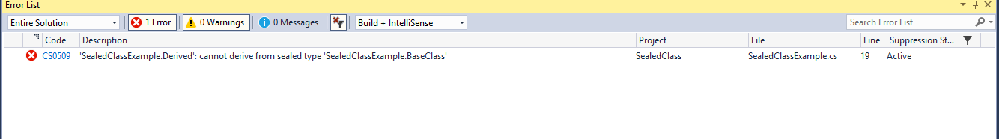 Error List
Entire Solution 1 Error 0 Warnings 0 Messages Build + IntelliSense Search Error List
Code Description Project File Line Suppression St...
CS0509 'SealedClassExample.Derived': cannot derive from sealed type 'SealedClassExample.BaseClass' SealedClass SealedClassExample.cs 19 Active